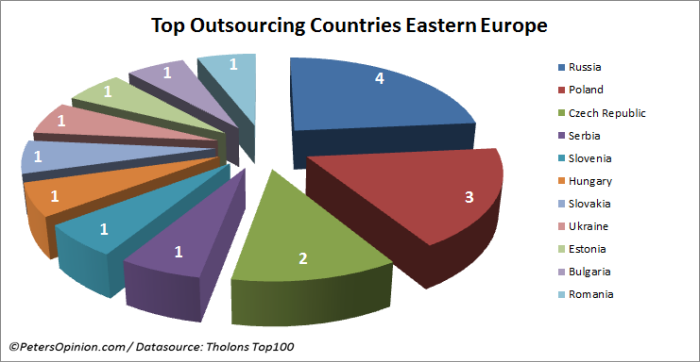 Top Outsourcing Countries Eastern Europe
4
3
2
1
1
1
1
1
1
1
1
Russia
Poland
Czech Republic
Serbia
Slovenia
Hungary
Slovakia
Ukraine
Estonia
Bulgaria
Romania
©PetersOpinion.com / Datasource: Tholons Top100